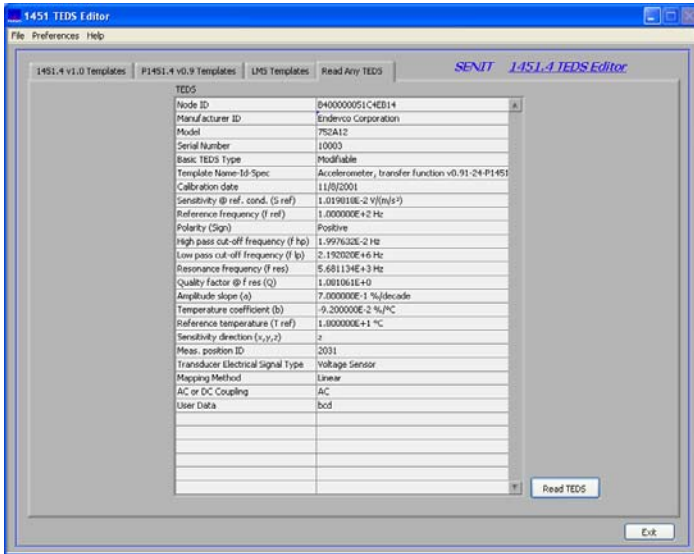 1451 TEDS Editor
File Preferences Help
1451.4 v1.0 Templates P1451.4 v0.9 Templates LMS Templates Read Any TEDS SENIT 1451.4 TEDS Editor
TEDS
Node ID 8400000051C4EB14
Manufacturer ID Endevco Corporation
Model 752A12
Serial Number 10003
Basic TEDS Type Modifiable
Template Name-Id-Spec Accelerometer, transfer function v0.91-24-P1451
Calibration date 11/8/2001
Sensitivity @ ref. cond. (S ref) 1.019818E-2 V/(m/s²)
Reference frequency (f ref) 1.000000E+2 Hz
Polarity (Sign) Positive
High pass cut-off frequency (f hp) 1.997632E-2 Hz
Low pass cut-off frequency (f lp) 2.192020E+6 Hz
Resonance frequency (f res) 5.681134E+3 Hz
Quality factor @ f res (Q) 1.081061E+0
Amplitude slope (a) 7.000000E-1 %/decade
Temperature coefficient (b) -9.200000E-2 %/°C
Reference temperature (T ref) 1.800000E+1 °C
Sensitivity direction (x,y,z) z
Meas. position ID 2031
Transducer Electrical Signal Type Voltage Sensor
Mapping Method Linear
AC or DC Coupling AC
User Data bcd
Read TEDS
Exit